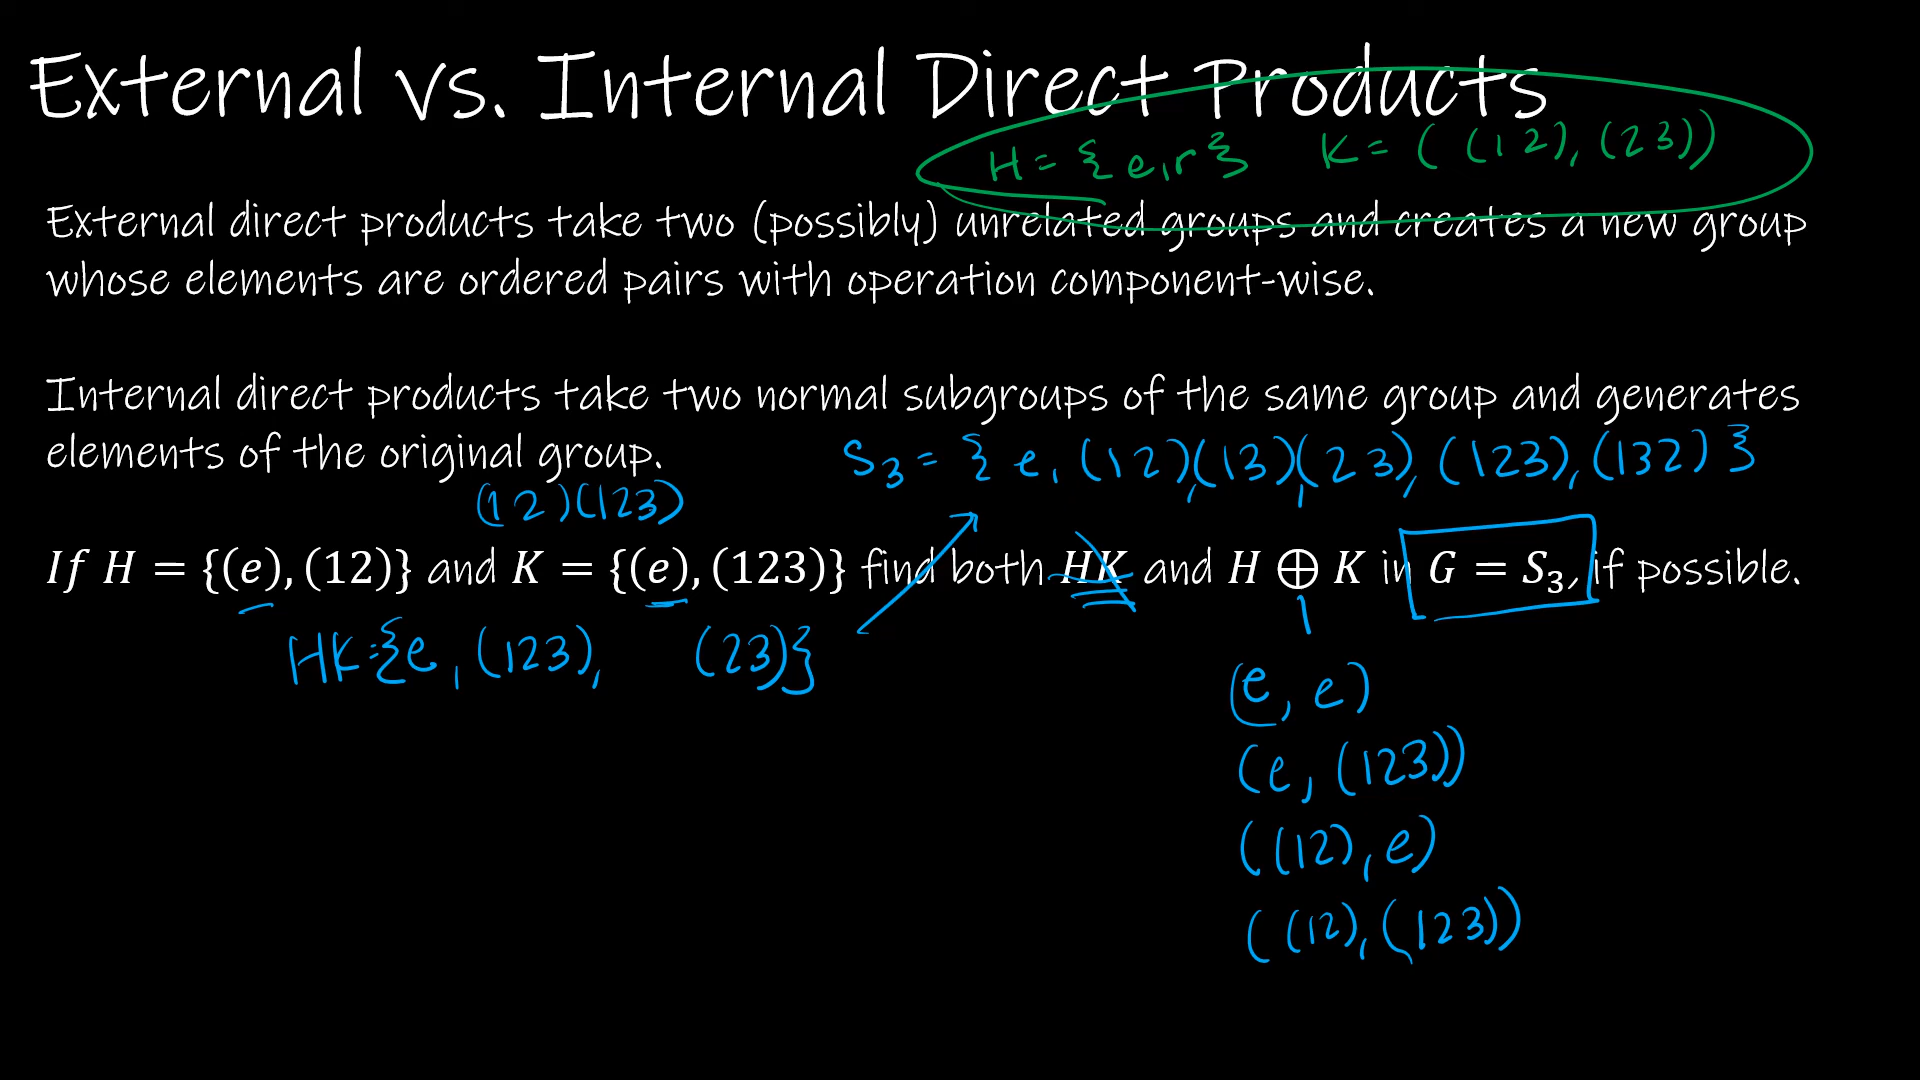 External vs. Internal Direct Products
H = {e, r} K = ((12), (23))
External direct products take two (possibly) unrelated groups and creates a new group
whose elements are ordered pairs with operation component-wise.
Internal direct products take two normal subgroups of the same group and generates
elements of the original group.
S₃ = {e, (12), (13), (23), (123), (132)}
(12)(123)
If H = {(e), (12)} and K = {(e), (123)} find both HK and H ⊕ K in G = S₃, if possible.
HK = {e, (123), (23)}
(e, e)
(e, (123))
((12), e)
((12), (123))